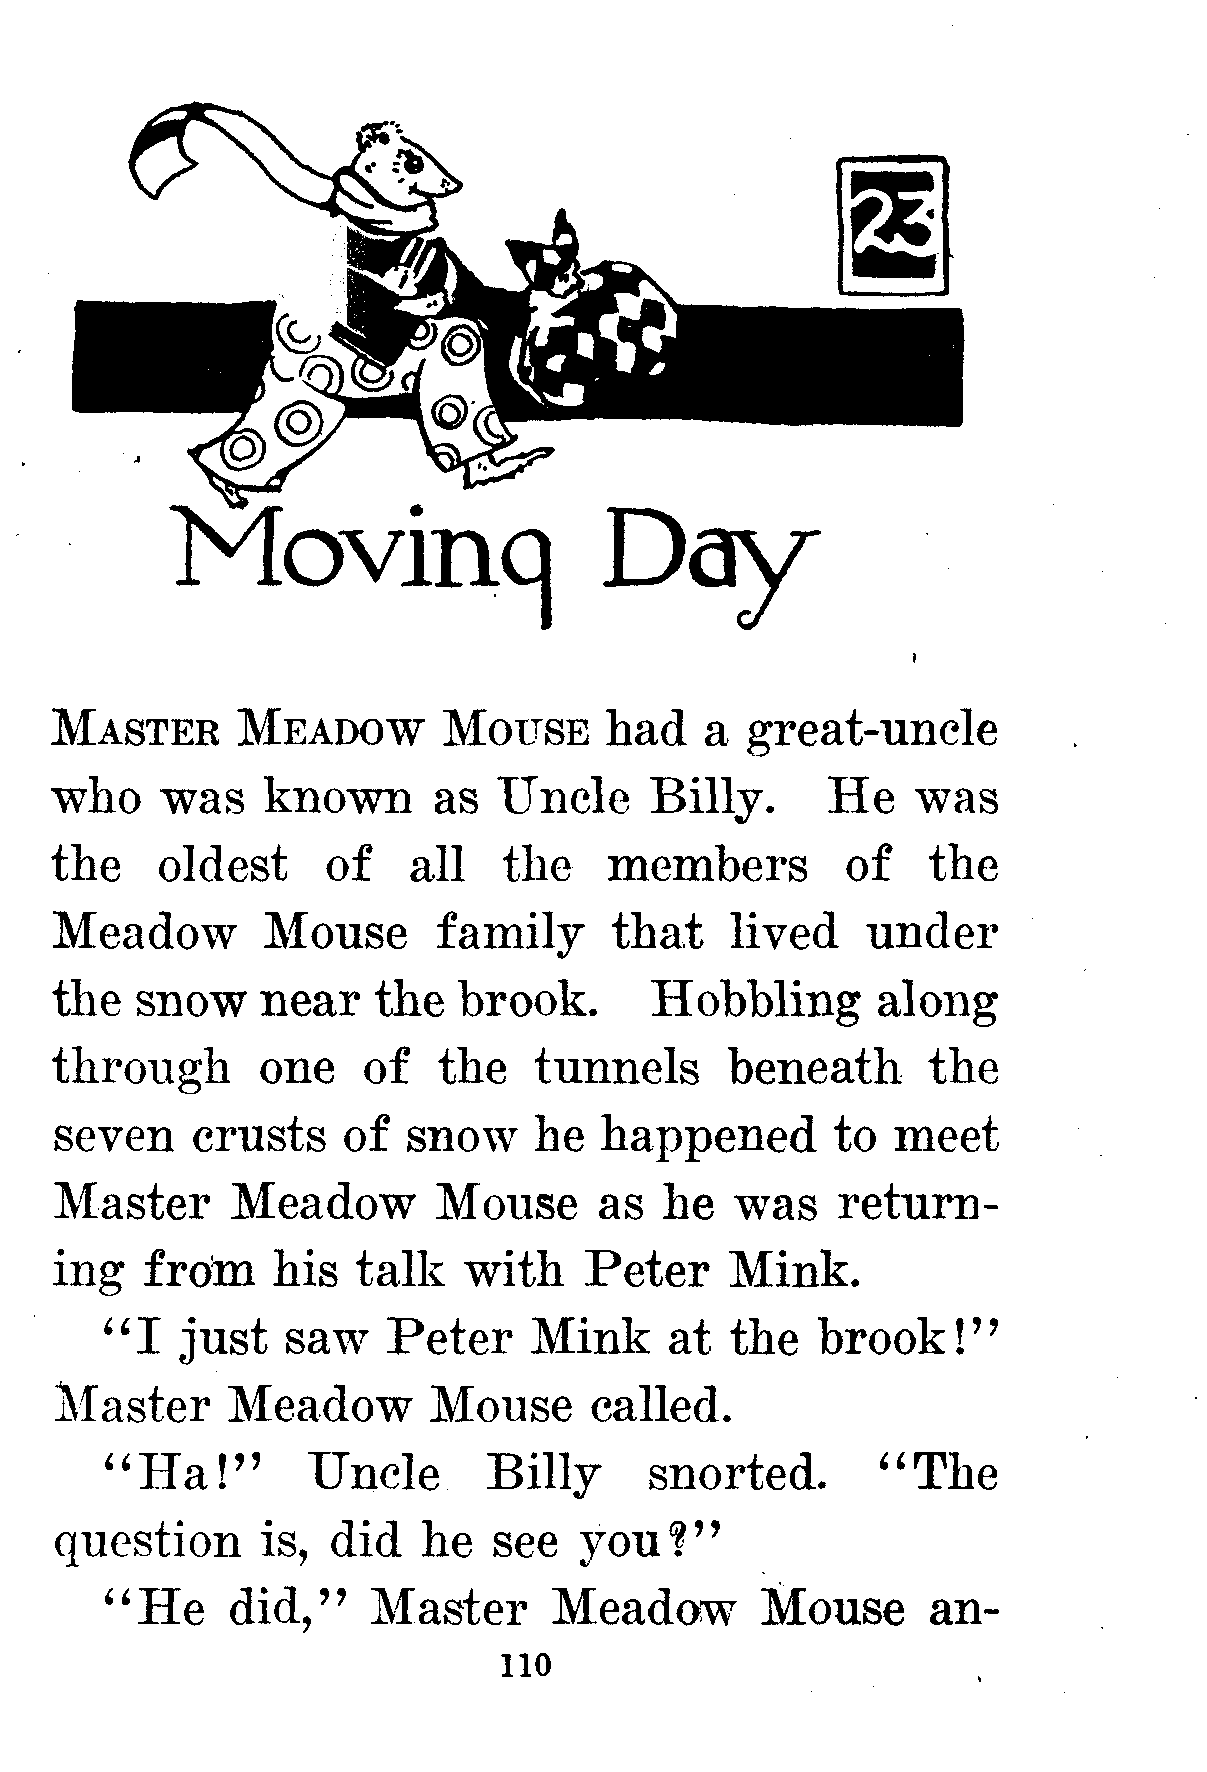 23
Moving Day
MASTER MEADOW MOUSE had a great-uncle
who was known as Uncle Billy. He was
the oldest of all the members of the
Meadow Mouse family that lived under
the snow near the brook. Hobbling along
through one of the tunnels beneath the
seven crusts of snow he happened to meet
Master Meadow Mouse as he was return-
ing from his talk with Peter Mink.
“I just saw Peter Mink at the brook!”
Master Meadow Mouse called.
“Ha!” Uncle Billy snorted. “The
question is, did he see you?”
“He did,” Master Meadow Mouse an-
110